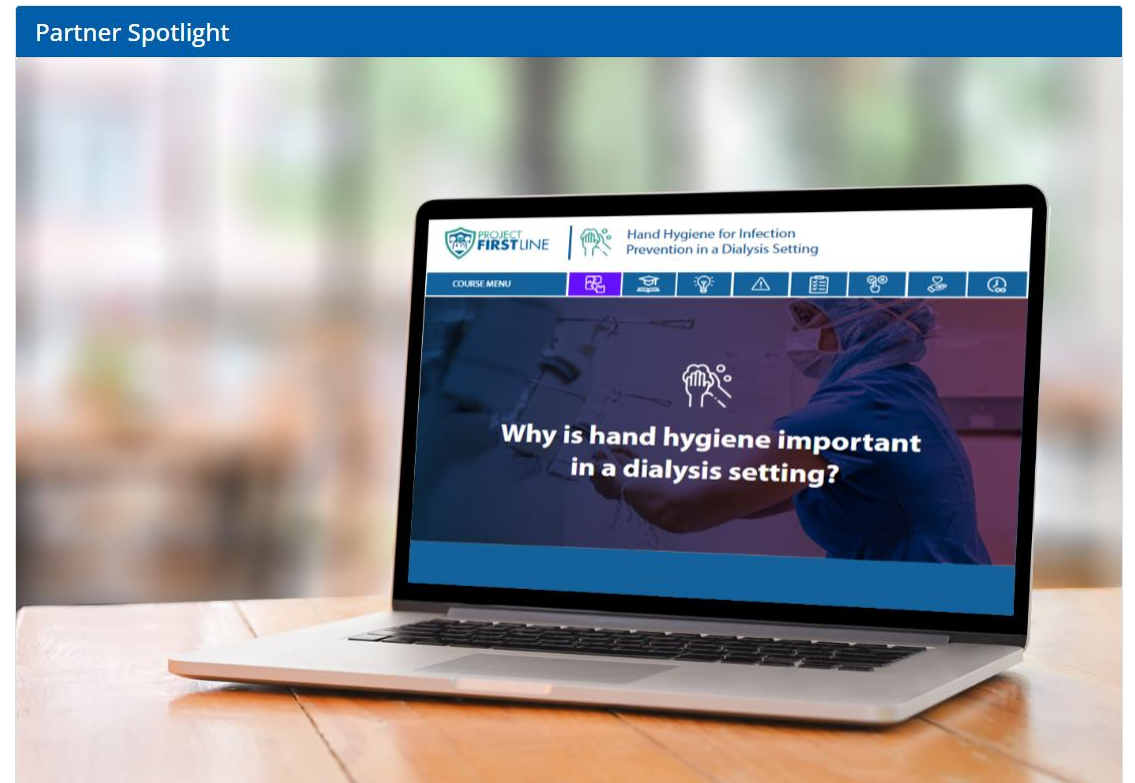 Partner Spotlight
PROJECT
FIRSTLINE
Hand Hygiene for Infection
Prevention in a Dialysis Setting
COURSE MENU
Why is hand hygiene important
in a dialysis setting?